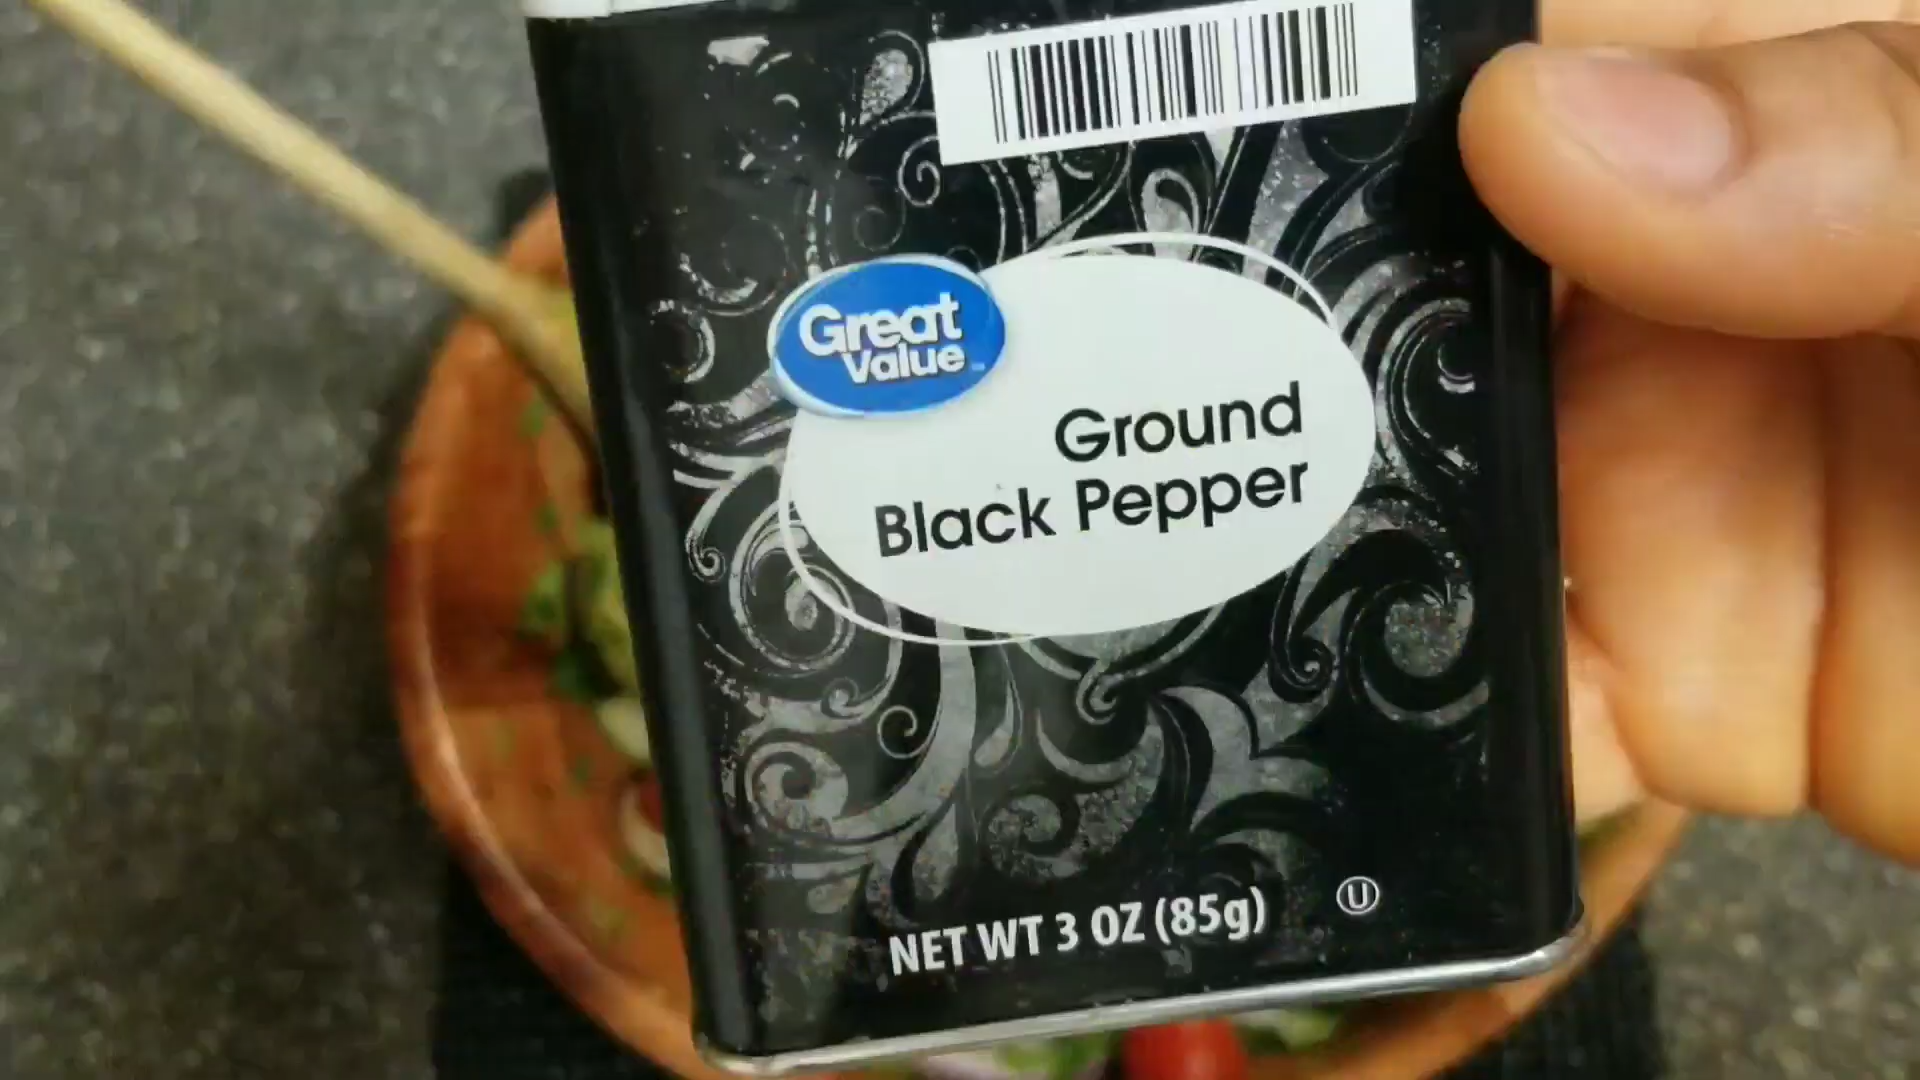 Great
Value
Ground
Black Pepper
NET WT 3 OZ (85g)
U